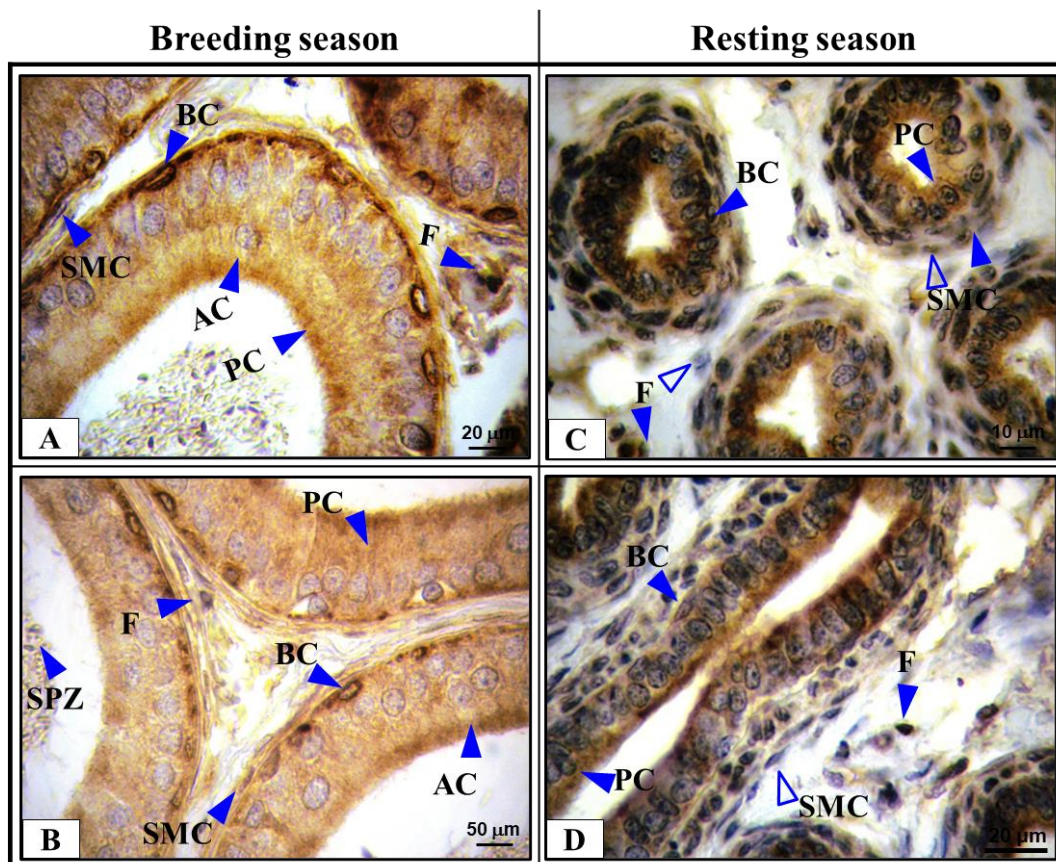 Breeding season
Resting season
BC
SMC
F
AC
PC
A
20 µm
PC
BC
SMC
F
C
10 µm
PC
F
BC
SPZ
AC
SMC
B
50 µm
BC
F
PC
SMC
D
20 µm